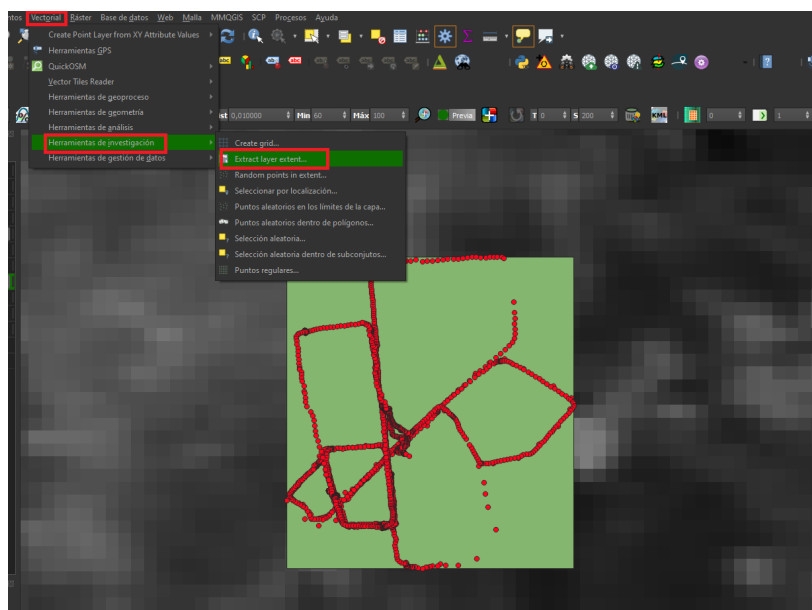 ntos Vectorial Ráster Base de datos Web Malla MMQGIS SCP Procesos Ayuda
Create Point Layer from XY Attribute Values
Herramientas GPS
QuickOSM
Vector Tiles Reader
Herramientas de geoproceso
Herramientas de geometría
Herramientas de análisis
Herramientas de investigación
Herramientas de gestión de datos
ist 0,010000 Min 60 Máx 100 Previa T 0 S 200 KML 0 1
Create grid...
Extract layer extent...
Random points in extent...
Seleccionar por localización...
Puntos aleatorios en los límites de la capa...
Puntos aleatorios dentro de polígonos...
Selección aleatoria...
Selección aleatoria dentro de subconjutos...
Puntos regulares...